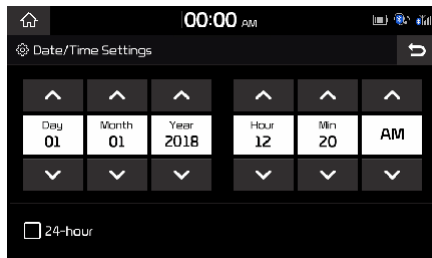 00:00 AM
Date/Time Settings
Day Month Year Hour Min
01 01 2018 12 20 AM
24-hour